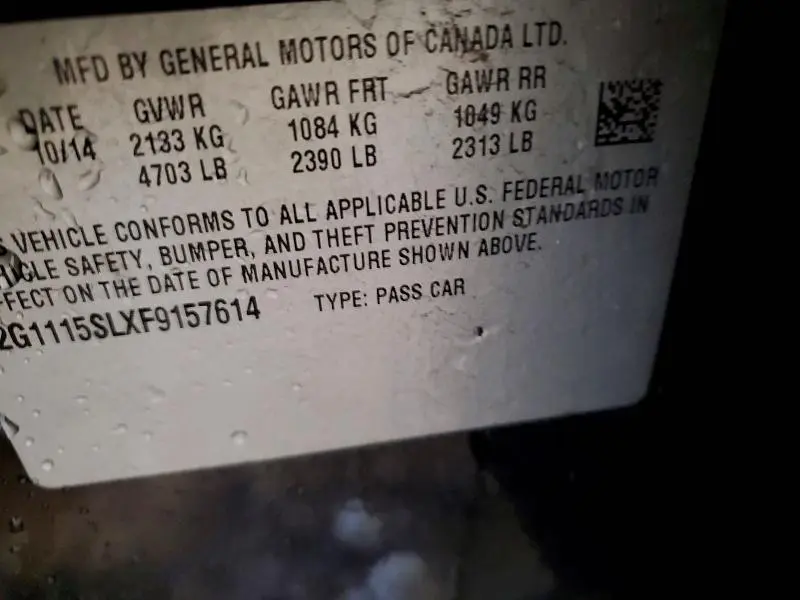 MFD BY GENERAL MOTORS OF CANADA LTD.
DATE GVWR GAWR FRT GAWR RR
10/14 2133 KG 1084 KG 1049 KG
4703 LB 2390 LB 2313 LB
VEHICLE CONFORMS TO ALL APPLICABLE U.S. FEDERAL MOTOR
SAFETY, BUMPER, AND THEFT PREVENTION STANDARDS IN
ON THE DATE OF MANUFACTURE SHOWN ABOVE.
2G1115SLXF9157614 TYPE: PASS CAR